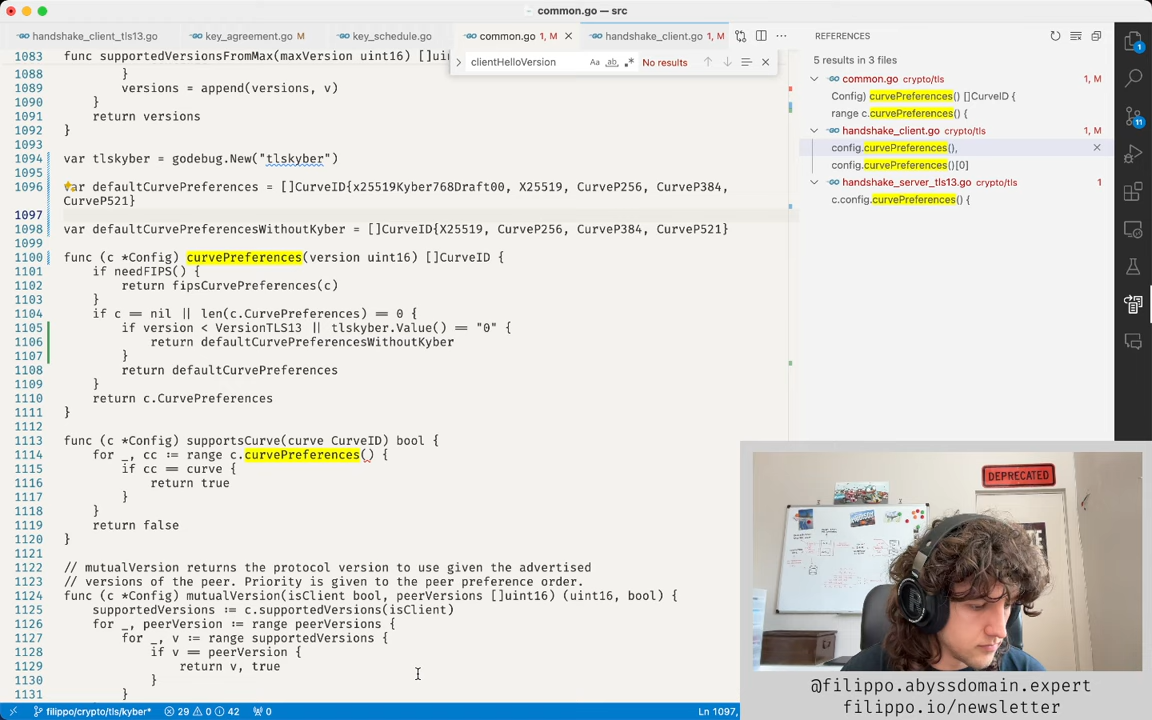 common.go — src
handshake_client_tls13.go
key_agreement.go M
key_schedule.go
common.go 1, M
handshake_client.go 1, M
REFERENCES
clientHelloVersion
Aa
ab
No results
5 results in 3 files
common.go crypto/tls 1, M
Config) curvePreferences() []CurveID {
range c.curvePreferences() {
handshake_client.go crypto/tls 1, M
config.curvePreferences(),
config.curvePreferences()[0]
handshake_server_tls13.go crypto/tls 1
c.config.curvePreferences() {
1
11
1083 func supportedVersionsFromMax(maxVersion uint16) []ui
1088 }
1089 versions = append(versions, v)
1090 }
1091 return versions
1092 }
1093
1094 var tlskyber = godebug.New("tlskyber")
1095
1096 var defaultCurvePreferences = []CurveID{x25519Kyber768Draft00, X25519, CurveP256, CurveP384,
CurveP521}
1097
1098 var defaultCurvePreferencesWithoutKyber = []CurveID{X25519, CurveP256, CurveP384, CurveP521}
1099
1100 func (c *Config) curvePreferences(version uint16) []CurveID {
1101 if needFIPS() {
1102 return fipsCurvePreferences(c)
1103 }
1104 if c == nil || len(c.CurvePreferences) == 0 {
1105 if version < VersionTLS13 || tlskyber.Value() == "0" {
1106 return defaultCurvePreferencesWithoutKyber
1107 }
1108 return defaultCurvePreferences
1109 }
1110 return c.CurvePreferences
1111 }
1112
1113 func (c *Config) supportsCurve(curve CurveID) bool {
1114 for _, cc := range c.curvePreferences() {
1115 if cc == curve {
1116 return true
1117 }
1118 }
1119 return false
1120 }
1121
1122 // mutualVersion returns the protocol version to use given the advertised
1123 // versions of the peer. Priority is given to the peer preference order.
1124 func (c *Config) mutualVersion(isClient bool, peerVersions []uint16) (uint16, bool) {
1125 supportedVersions := c.supportedVersions(isClient)
1126 for _, peerVersion := range peerVersions {
1127 for _, v := range supportedVersions {
1128 if v == peerVersion {
1129 return v, true
1130 }
1131 }
DEPRECATED
@filippo.abyssdomain.expert
filippo.io/newsletter
filippo/crypto/tls/kyber* 29 0 42 0
Ln 1097,